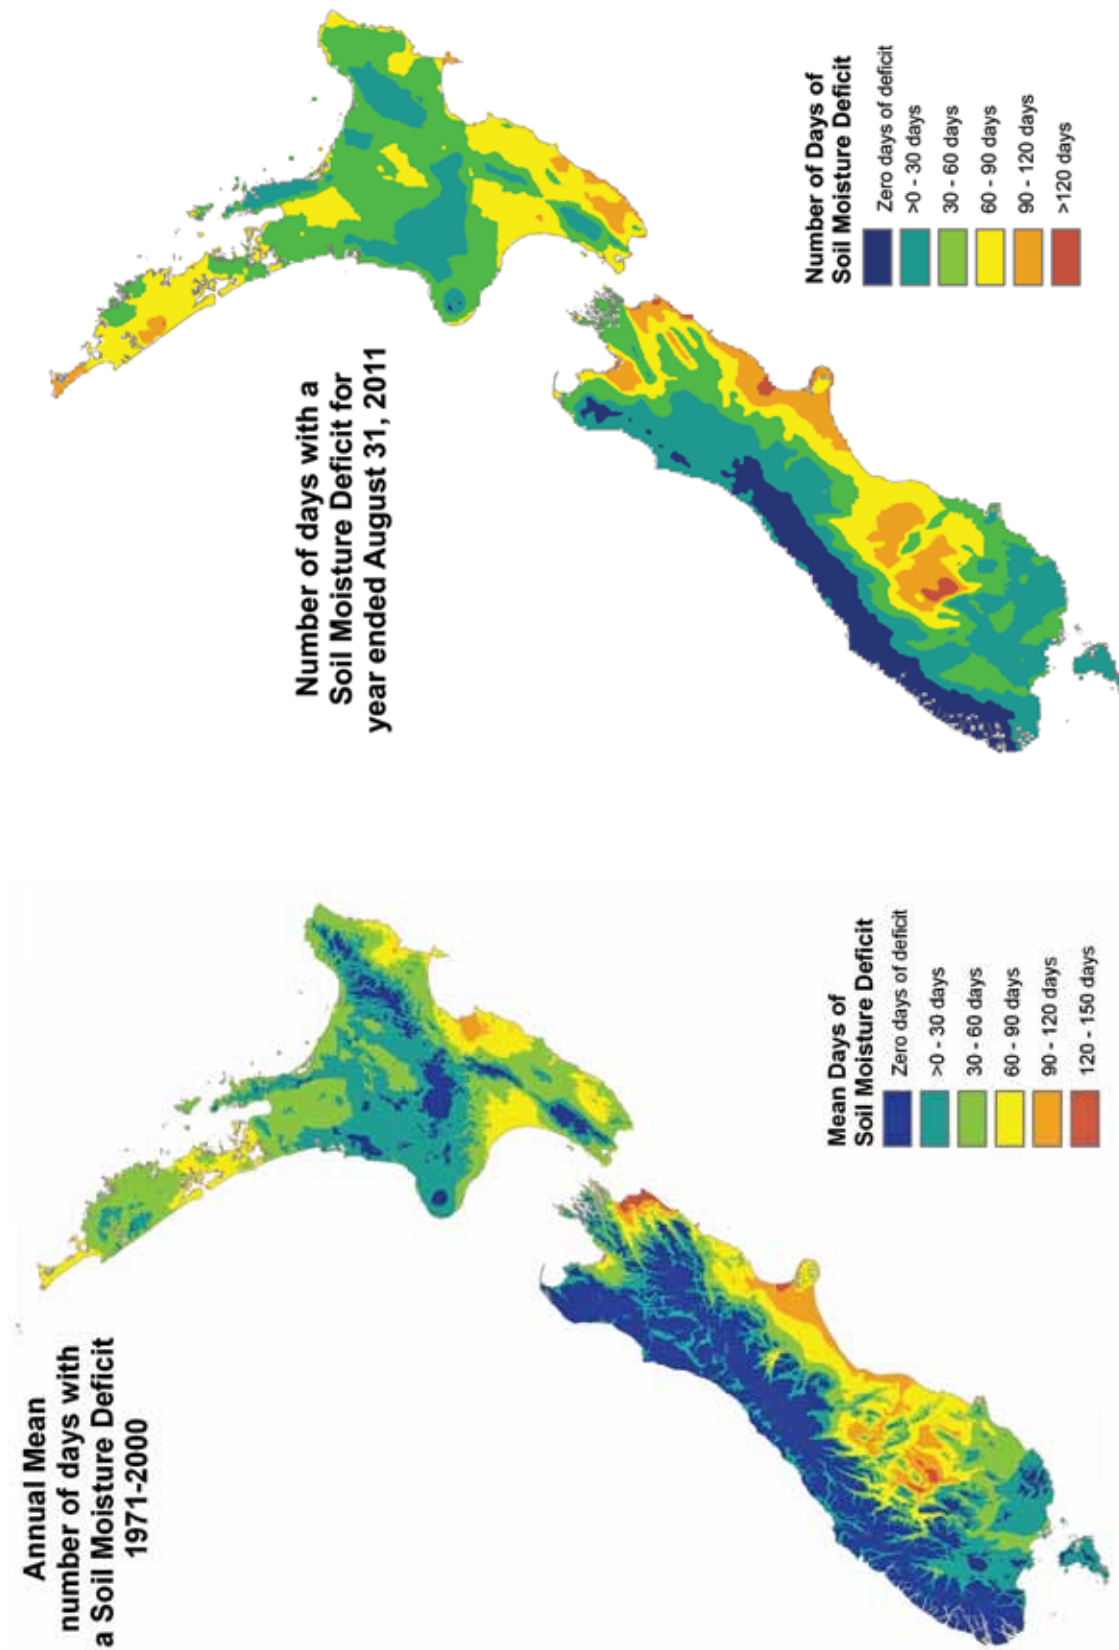 Annual Mean
number of days with
a Soil Moisture Deficit
1971-2000
Mean Days of
Soil Moisture Deficit
Zero days of deficit
>0 - 30 days
30 - 60 days
60 - 90 days
90 - 120 days
120 - 150 days
Number of days with a
Soil Moisture Deficit for
year ended August 31, 2011
Number of Days of
Soil Moisture Deficit
Zero days of deficit
>0 - 30 days
30 - 60 days
60 - 90 days
90 - 120 days
>120 days